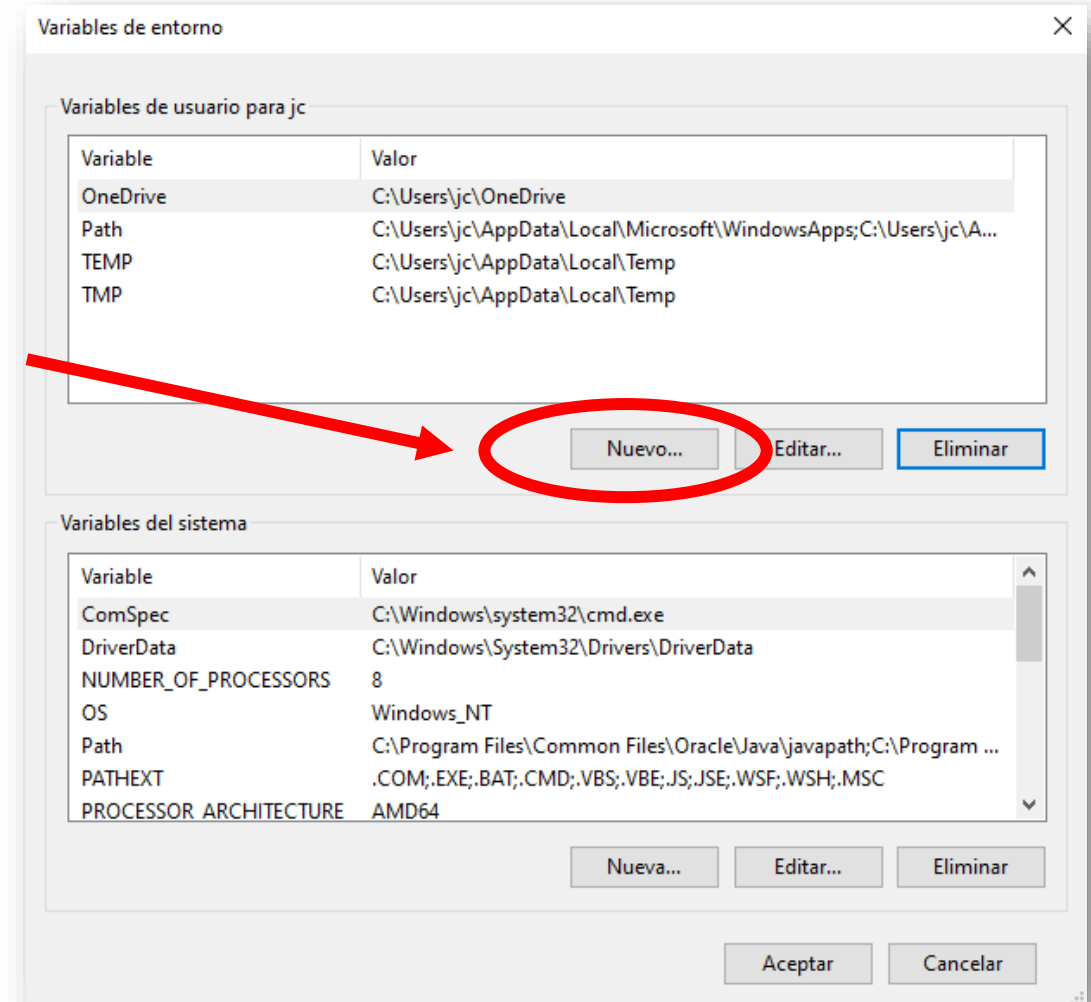 Variables de entorno
Variables de usuario para jc
Variable Valor
OneDrive C:\Users\jc\OneDrive
Path C:\Users\jc\AppData\Local\Microsoft\WindowsApps;C:\Users\jc\A...
TEMP C:\Users\jc\AppData\Local\Temp
TMP C:\Users\jc\AppData\Local\Temp
Nuevo... Editar... Eliminar
Variables del sistema
Variable Valor
ComSpec C:\Windows\system32\cmd.exe
DriverData C:\Windows\System32\Drivers\DriverData
NUMBER_OF_PROCESSORS 8
OS Windows_NT
Path C:\Program Files\Common Files\Oracle\Java\javapath;C:\Program ...
PATHEXT .COM;.EXE;.BAT;.CMD;.VBS;.VBE;.JS;.JSE;.WSF;.WSH;.MSC
PROCESSOR_ARCHITECTURE AMD64
Nueva... Editar... Eliminar
Aceptar Cancelar